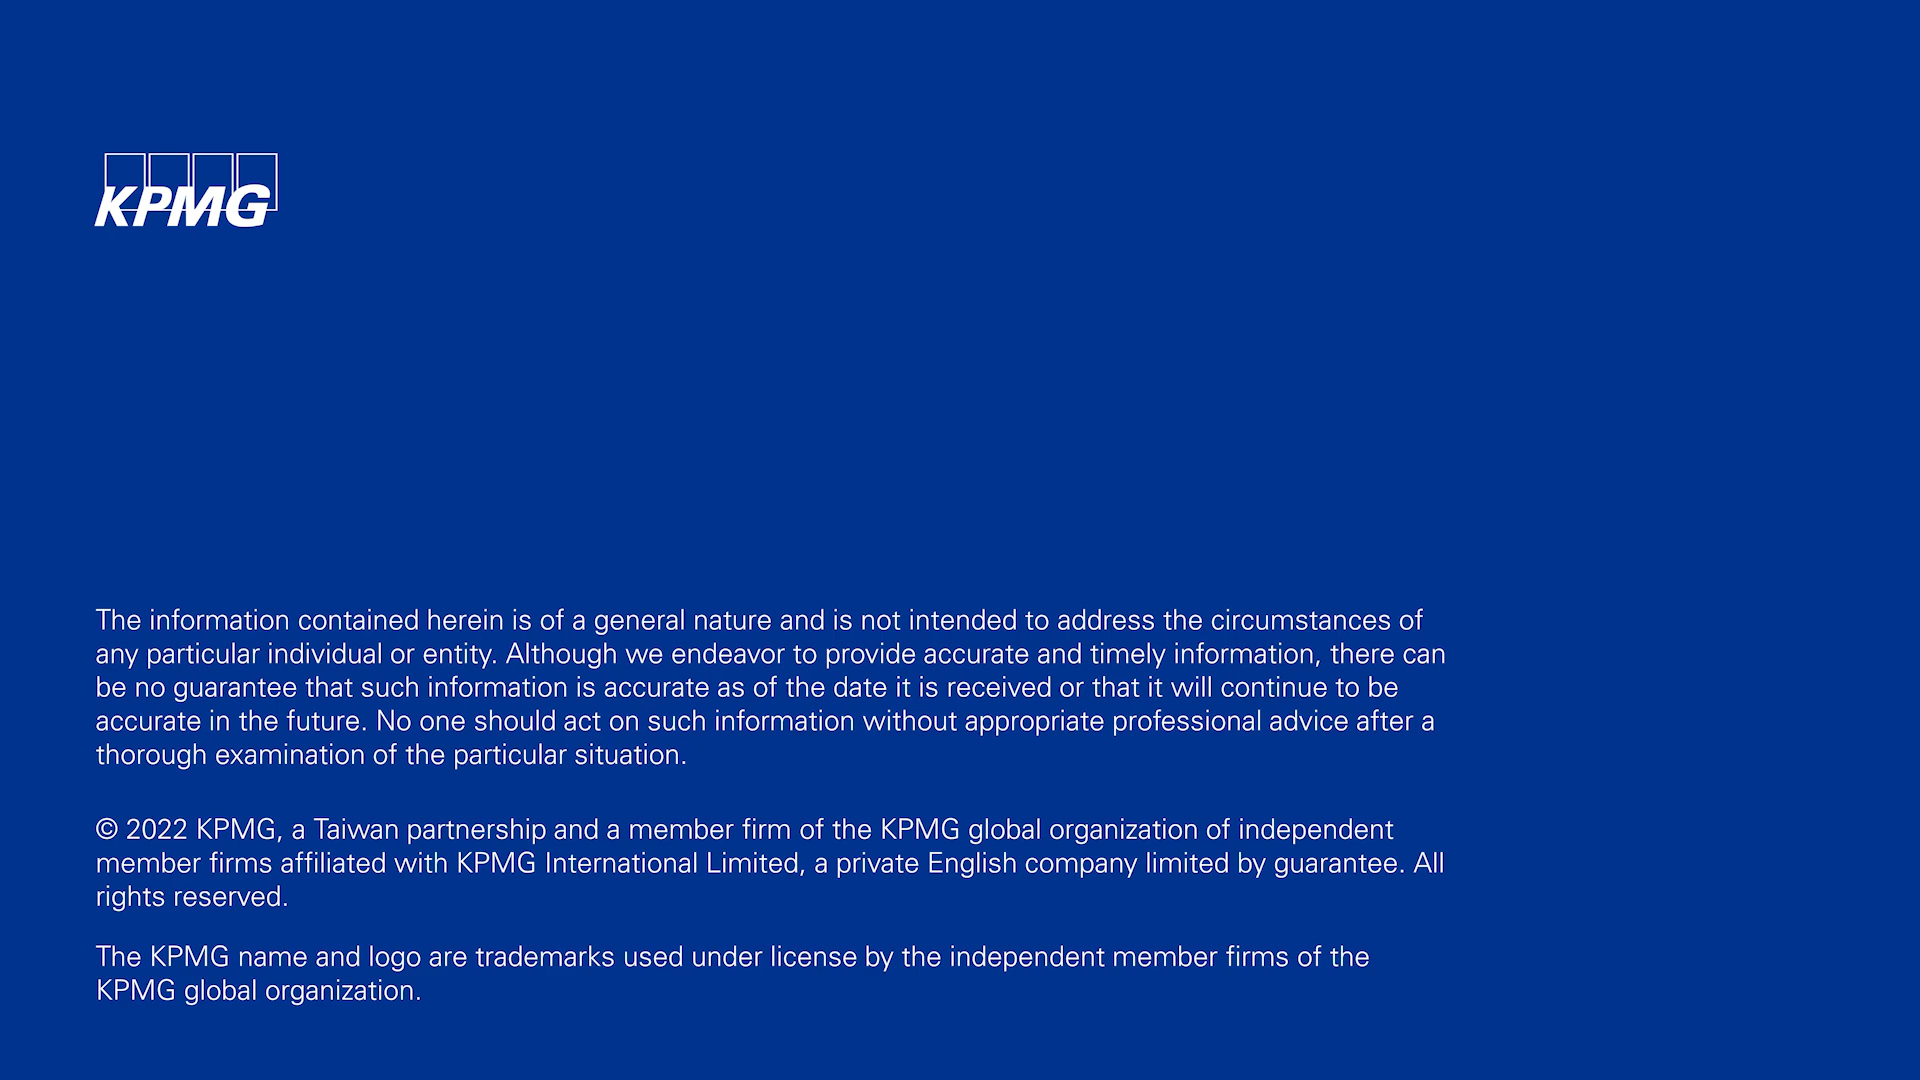 KPMG
The information contained herein is of a general nature and is not intended to address the circumstances of
any particular individual or entity. Although we endeavor to provide accurate and timely information, there can
be no guarantee that such information is accurate as of the date it is received or that it will continue to be
accurate in the future. No one should act on such information without appropriate professional advice after a
thorough examination of the particular situation.
© 2022 KPMG, a Taiwan partnership and a member firm of the KPMG global organization of independent
member firms affiliated with KPMG International Limited, a private English company limited by guarantee. All
rights reserved.
The KPMG name and logo are trademarks used under license by the independent member firms of the
KPMG global organization.